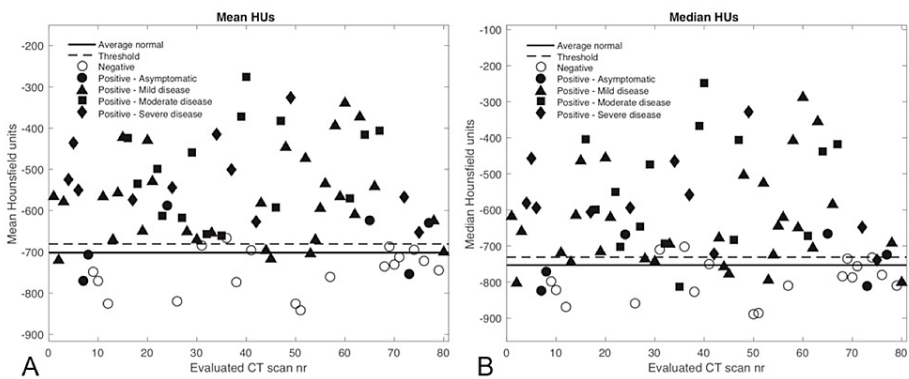 Mean HUs
-200
-300
-400
-500
-600
-700
-800
-900
Mean Hounsfield units
Average normal
Threshold
Negative
Positive - Asymptomatic
Positive - Mild disease
Positive - Moderate disease
Positive - Severe disease
0 10 20 30 40 50 60 70 80
Evaluated CT scan nr
A
Median HUs
-100
-200
-300
-400
-500
-600
-700
-800
-900
Median Hounsfield units
Average normal
Threshold
Negative
Positive - Asymptomatic
Positive - Mild disease
Positive - Moderate disease
Positive - Severe disease
0 10 20 30 40 50 60 70 80
Evaluated CT scan nr
B